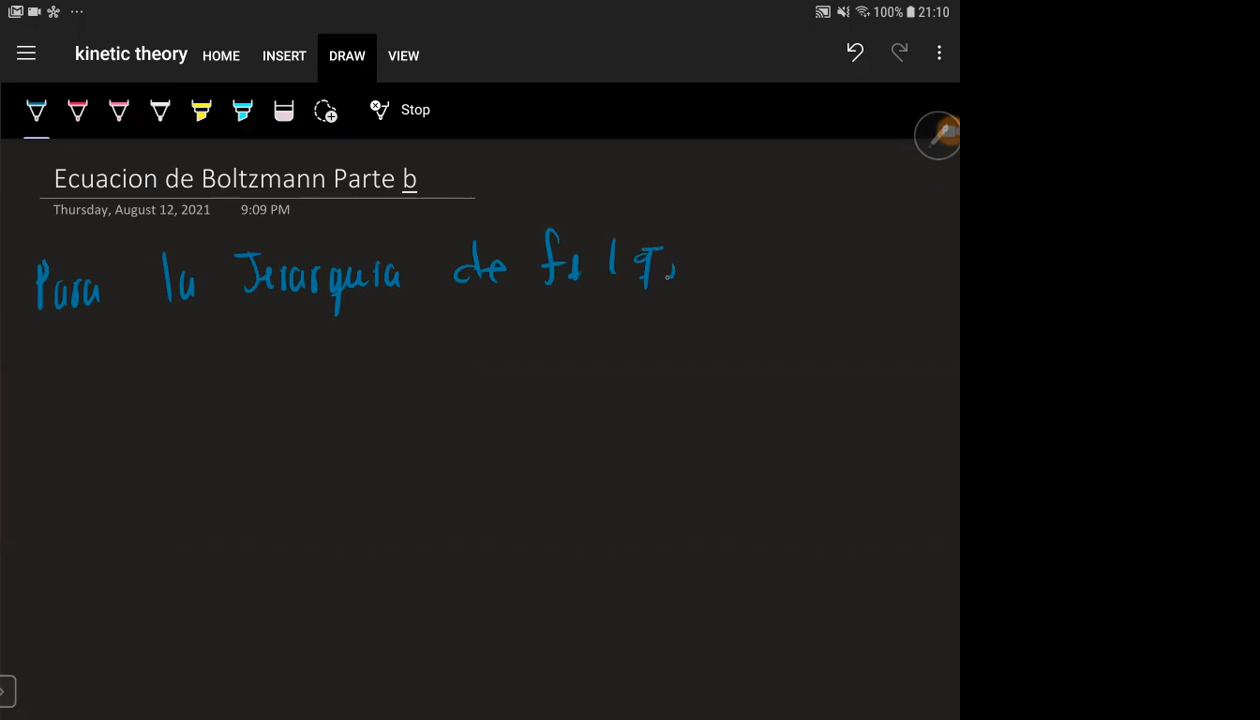 100% 21:10
kinetic theory HOME INSERT DRAW VIEW
Stop
Ecuacion de Boltzmann Parte b
Thursday, August 12, 2021 9:09 PM
Para la Jerarquia de